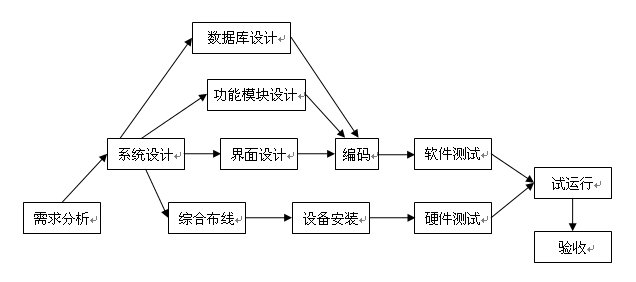 数据库设计
功能模块设计
系统设计
界面设计
编码
软件测试
试运行
需求分析
综合布线
设备安装
硬件测试
验收